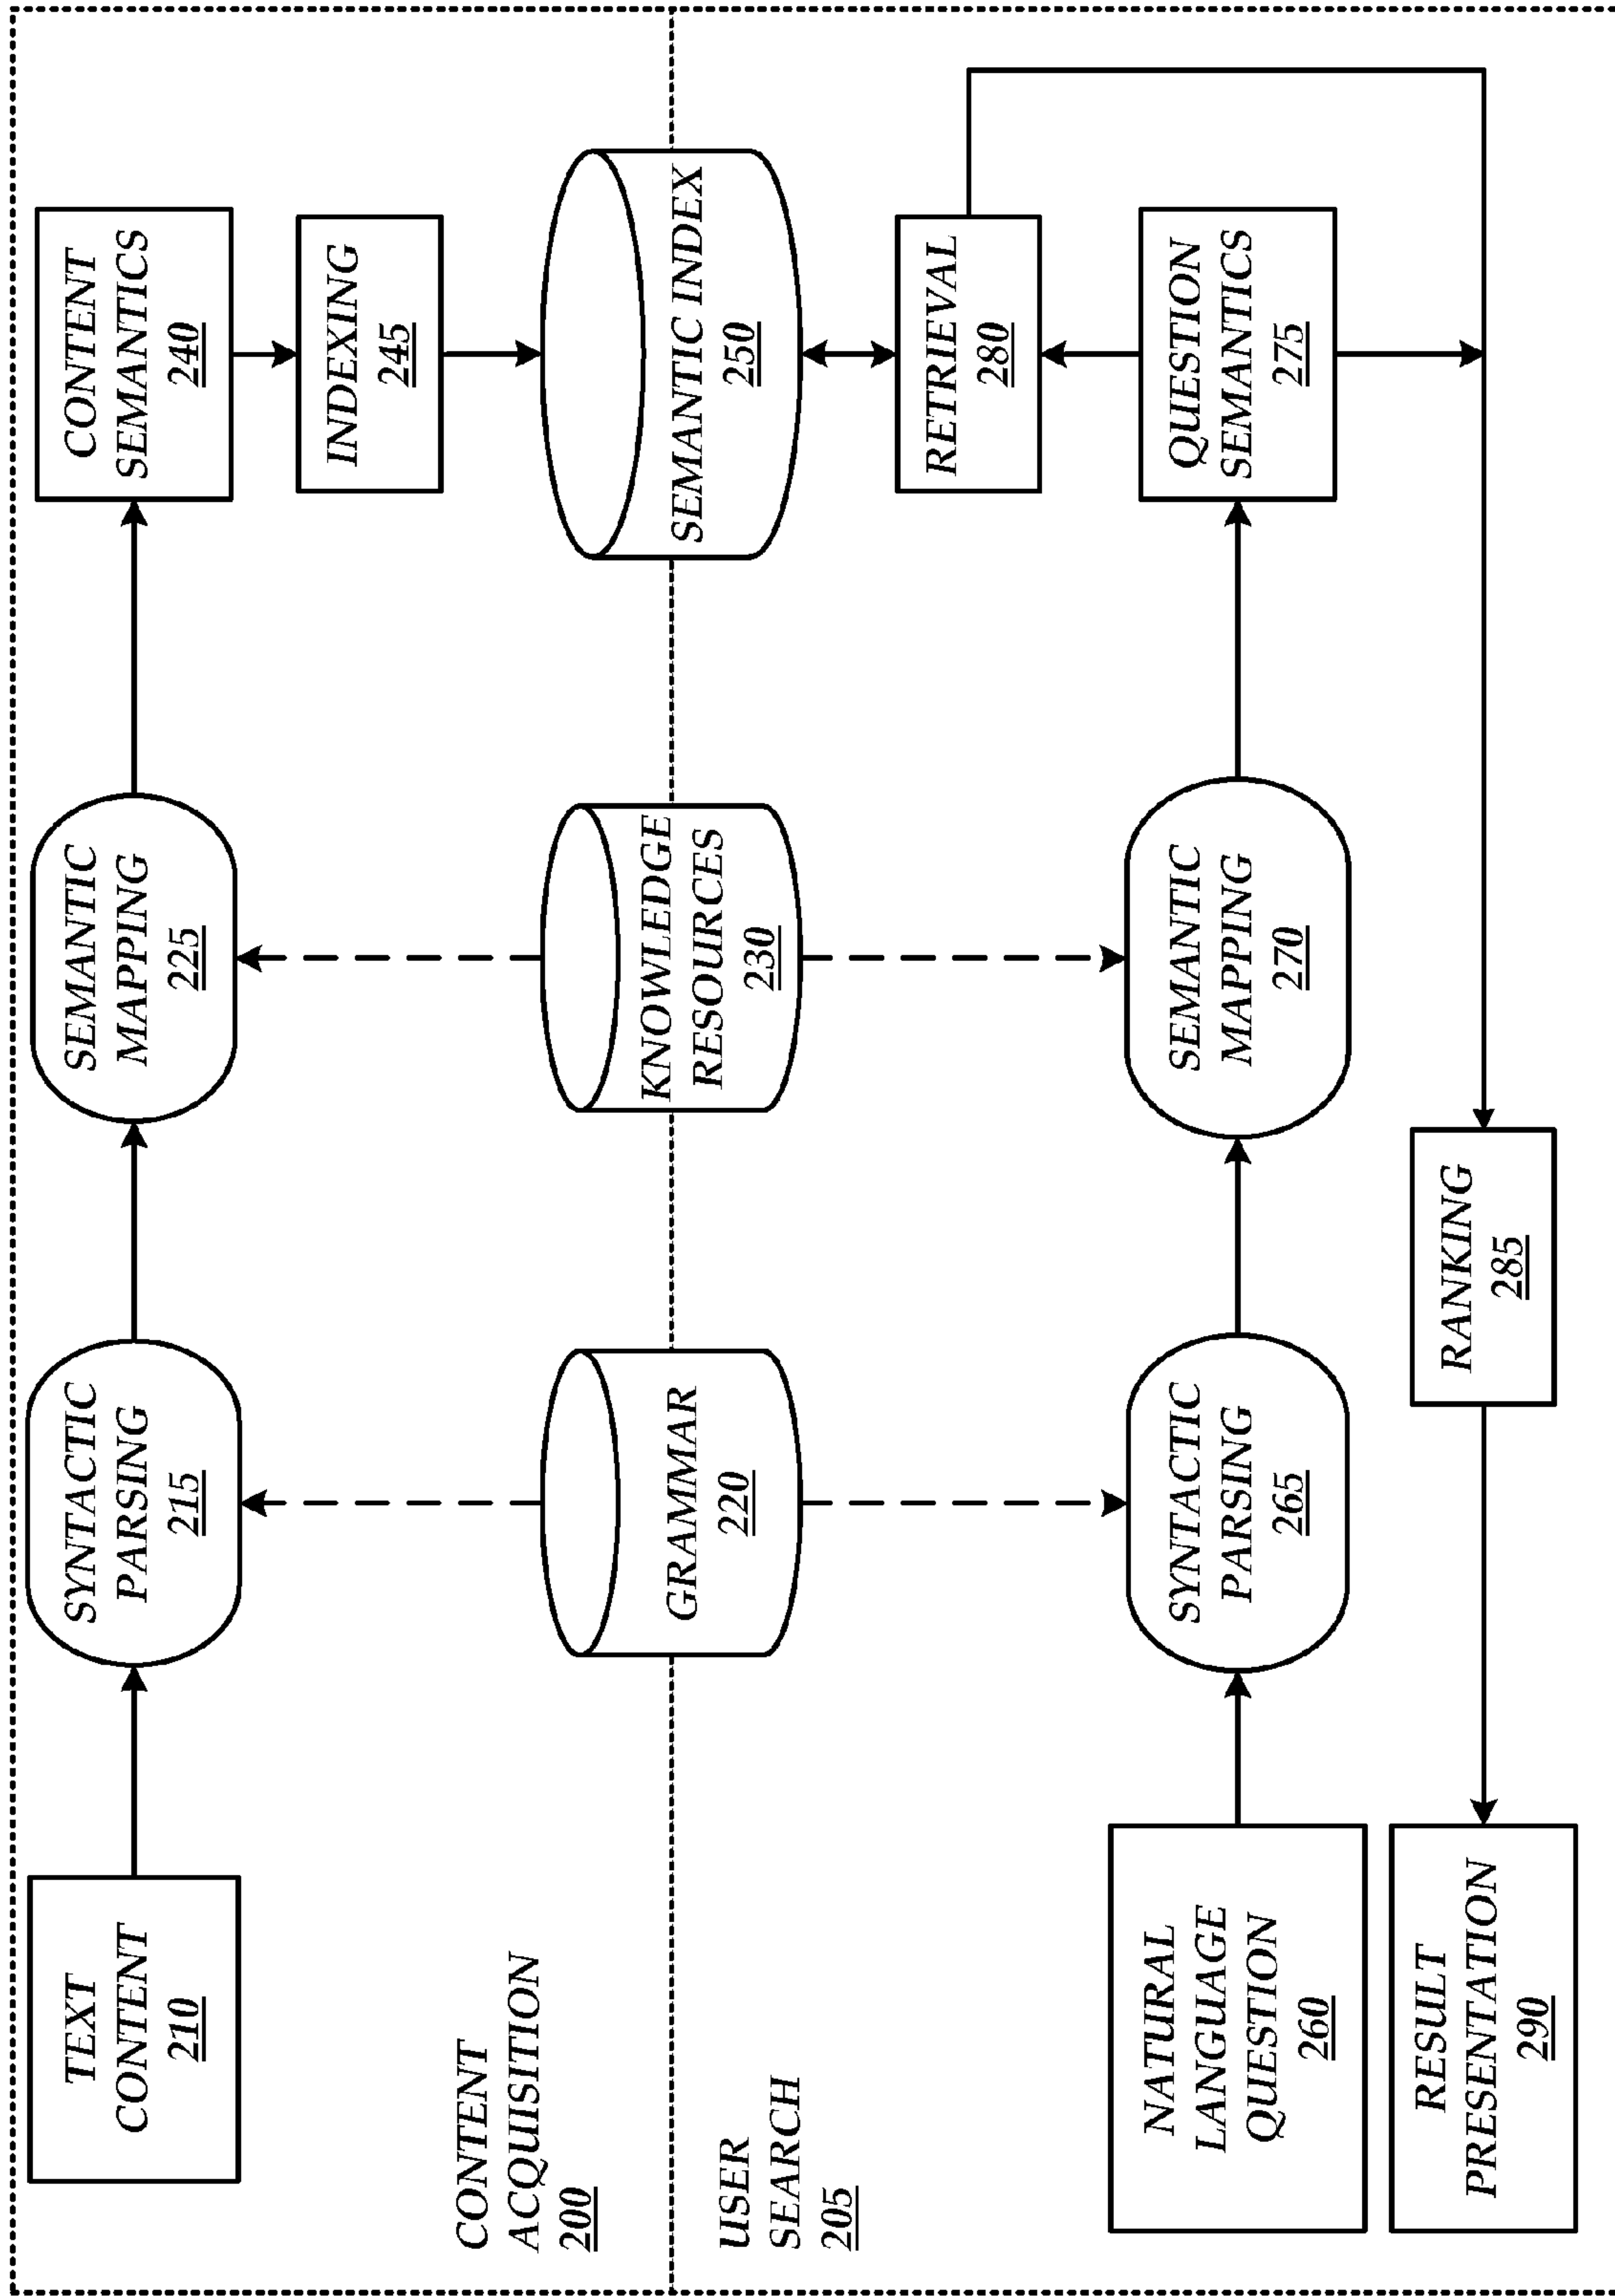 TEXT
CONTENT
210
SYNTACTIC
PARSING
215
SEMANTIC
MAPPING
225
CONTENT
SEMANTICS
240
INDEXING
245
CONTENT
ACQUISITION
200
GRAMMAR
220
KNOWLEDGE
RESOURCES
230
SEMANTIC INDEX
250
USER
SEARCH
205
RETRIEVAL
280
NATURAL
LANGUAGE
QUESTION
260
SYNTACTIC
PARSING
265
SEMANTIC
MAPPING
270
QUESTION
SEMANTICS
275
RESULT
PRESENTATION
290
RANKING
285